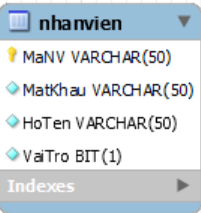 nhanvien
MaNV VARCHAR(50)
MatKhau VARCHAR(50)
HoTen VARCHAR(50)
VaiTro BIT(1)
Indexes